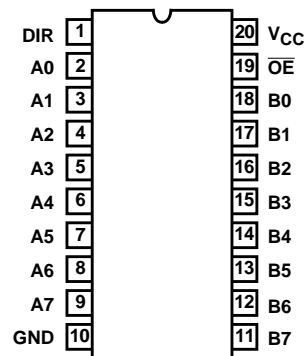 DIR 1 20 VCC
A0 2 19 OE
A1 3 18 B0
A2 4 17 B1
A3 5 16 B2
A4 6 15 B3
A5 7 14 B4
A6 8 13 B5
A7 9 12 B6
GND 10 11 B7